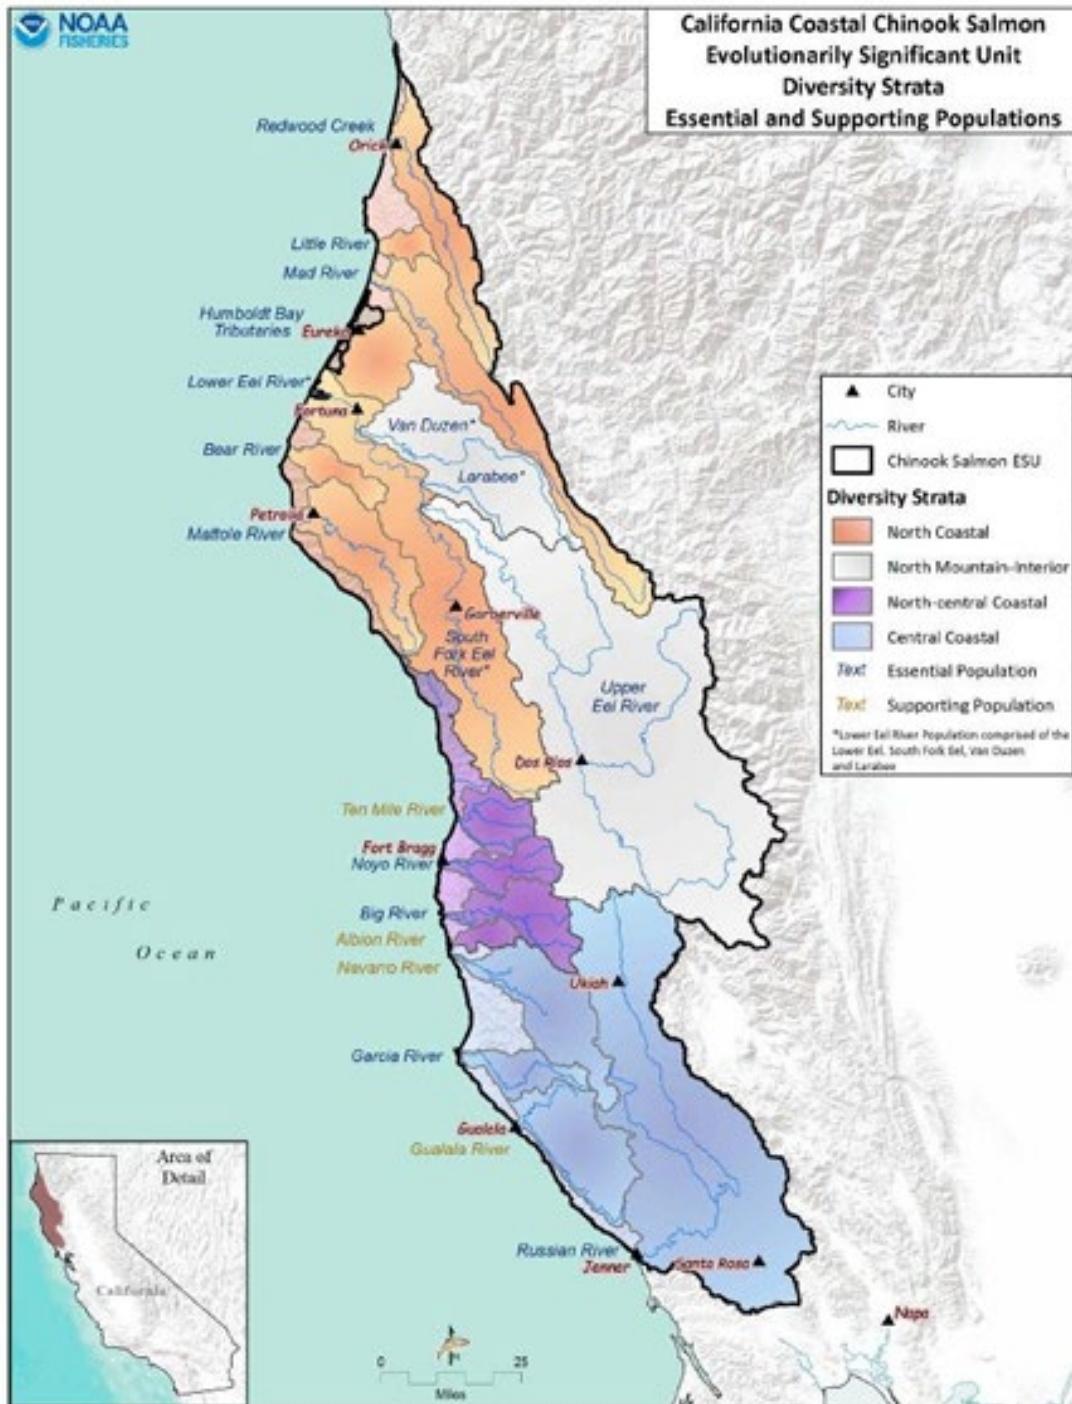 NOAA
FISHERIES
California Coastal Chinook Salmon
Evolutionarily Significant Unit
Diversity Strata
Essential and Supporting Populations
Redwood Creek
Orick
Little River
Mad River
Humboldt Bay
Tributaries
Eureka
Lower Eel River*
Fortuna
Van Duzen*
Bear River
Larabee*
Petrolia
Mattole River
Garberville
South
Fork Eel
River*
Upper
Eel River
Dos Rios
Ten Mile River
Fort Bragg
Noyo River
Big River
Albion River
Navarro River
Ukiah
Garcia River
Gualala
Gualala River
Russian River
Jenner
Santa Rosa
Napa
Pacific
Ocean
City
River
Chinook Salmon ESU
Diversity Strata
North Coastal
North Mountain-Interior
North-central Coastal
Central Coastal
Text Essential Population
Text Supporting Population
*Lower Eel River Population comprised of the
Lower Eel, South Fork Eel, Van Duzen
and Larabee
Area of
Detail
California
N
0 25
Miles